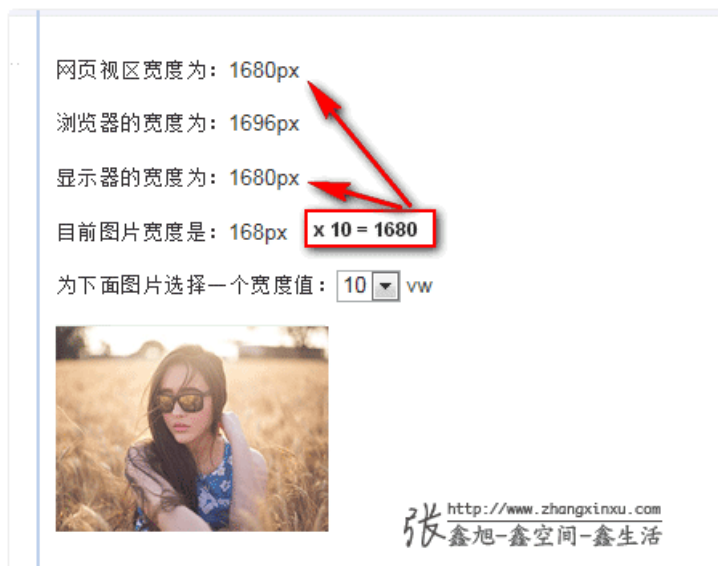 网页视区宽度为：1680px
浏览器的宽度为：1696px
显示器的宽度为：1680px
目前图片宽度是：168px
x 10 = 1680
为下面图片选择一个宽度值：10 vw
http://www.zhangxinxu.com
张鑫旭-鑫空间-鑫生活